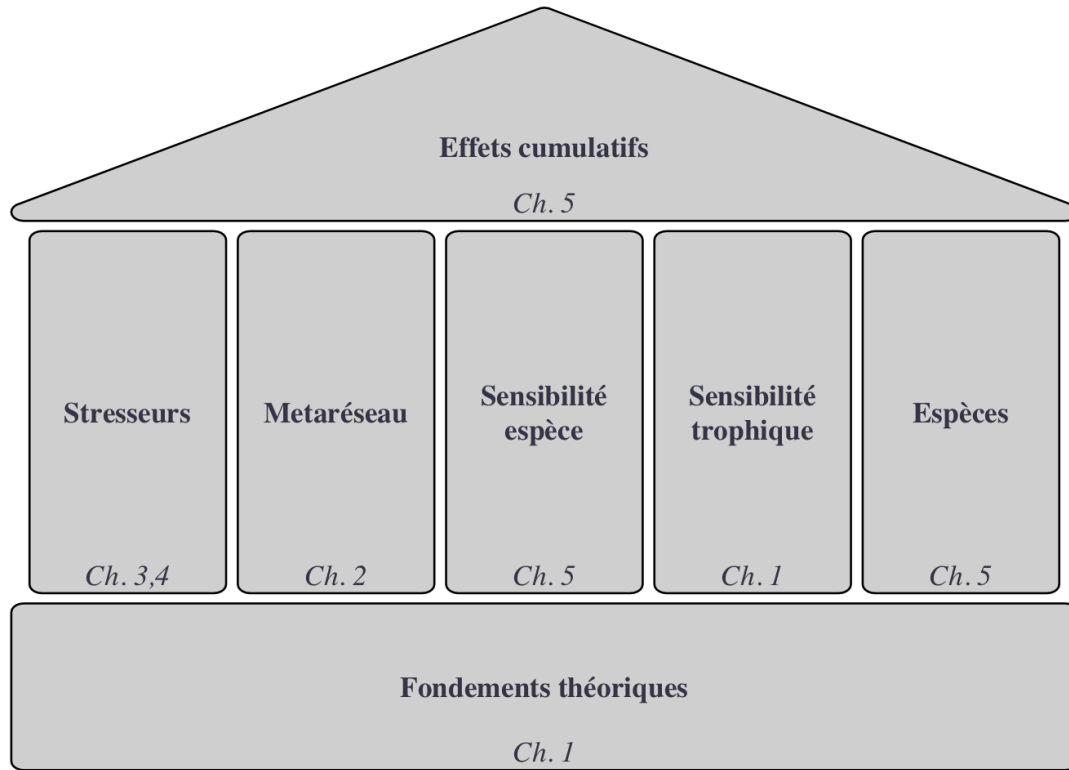 Effets cumulatifs
Ch. 5
Stresseurs
Ch. 3,4
Metaréseau
Ch. 2
Sensibilité
espèce
Ch. 5
Sensibilité
trophique
Ch. 1
Espèces
Ch. 5
Fondements théoriques
Ch. 1